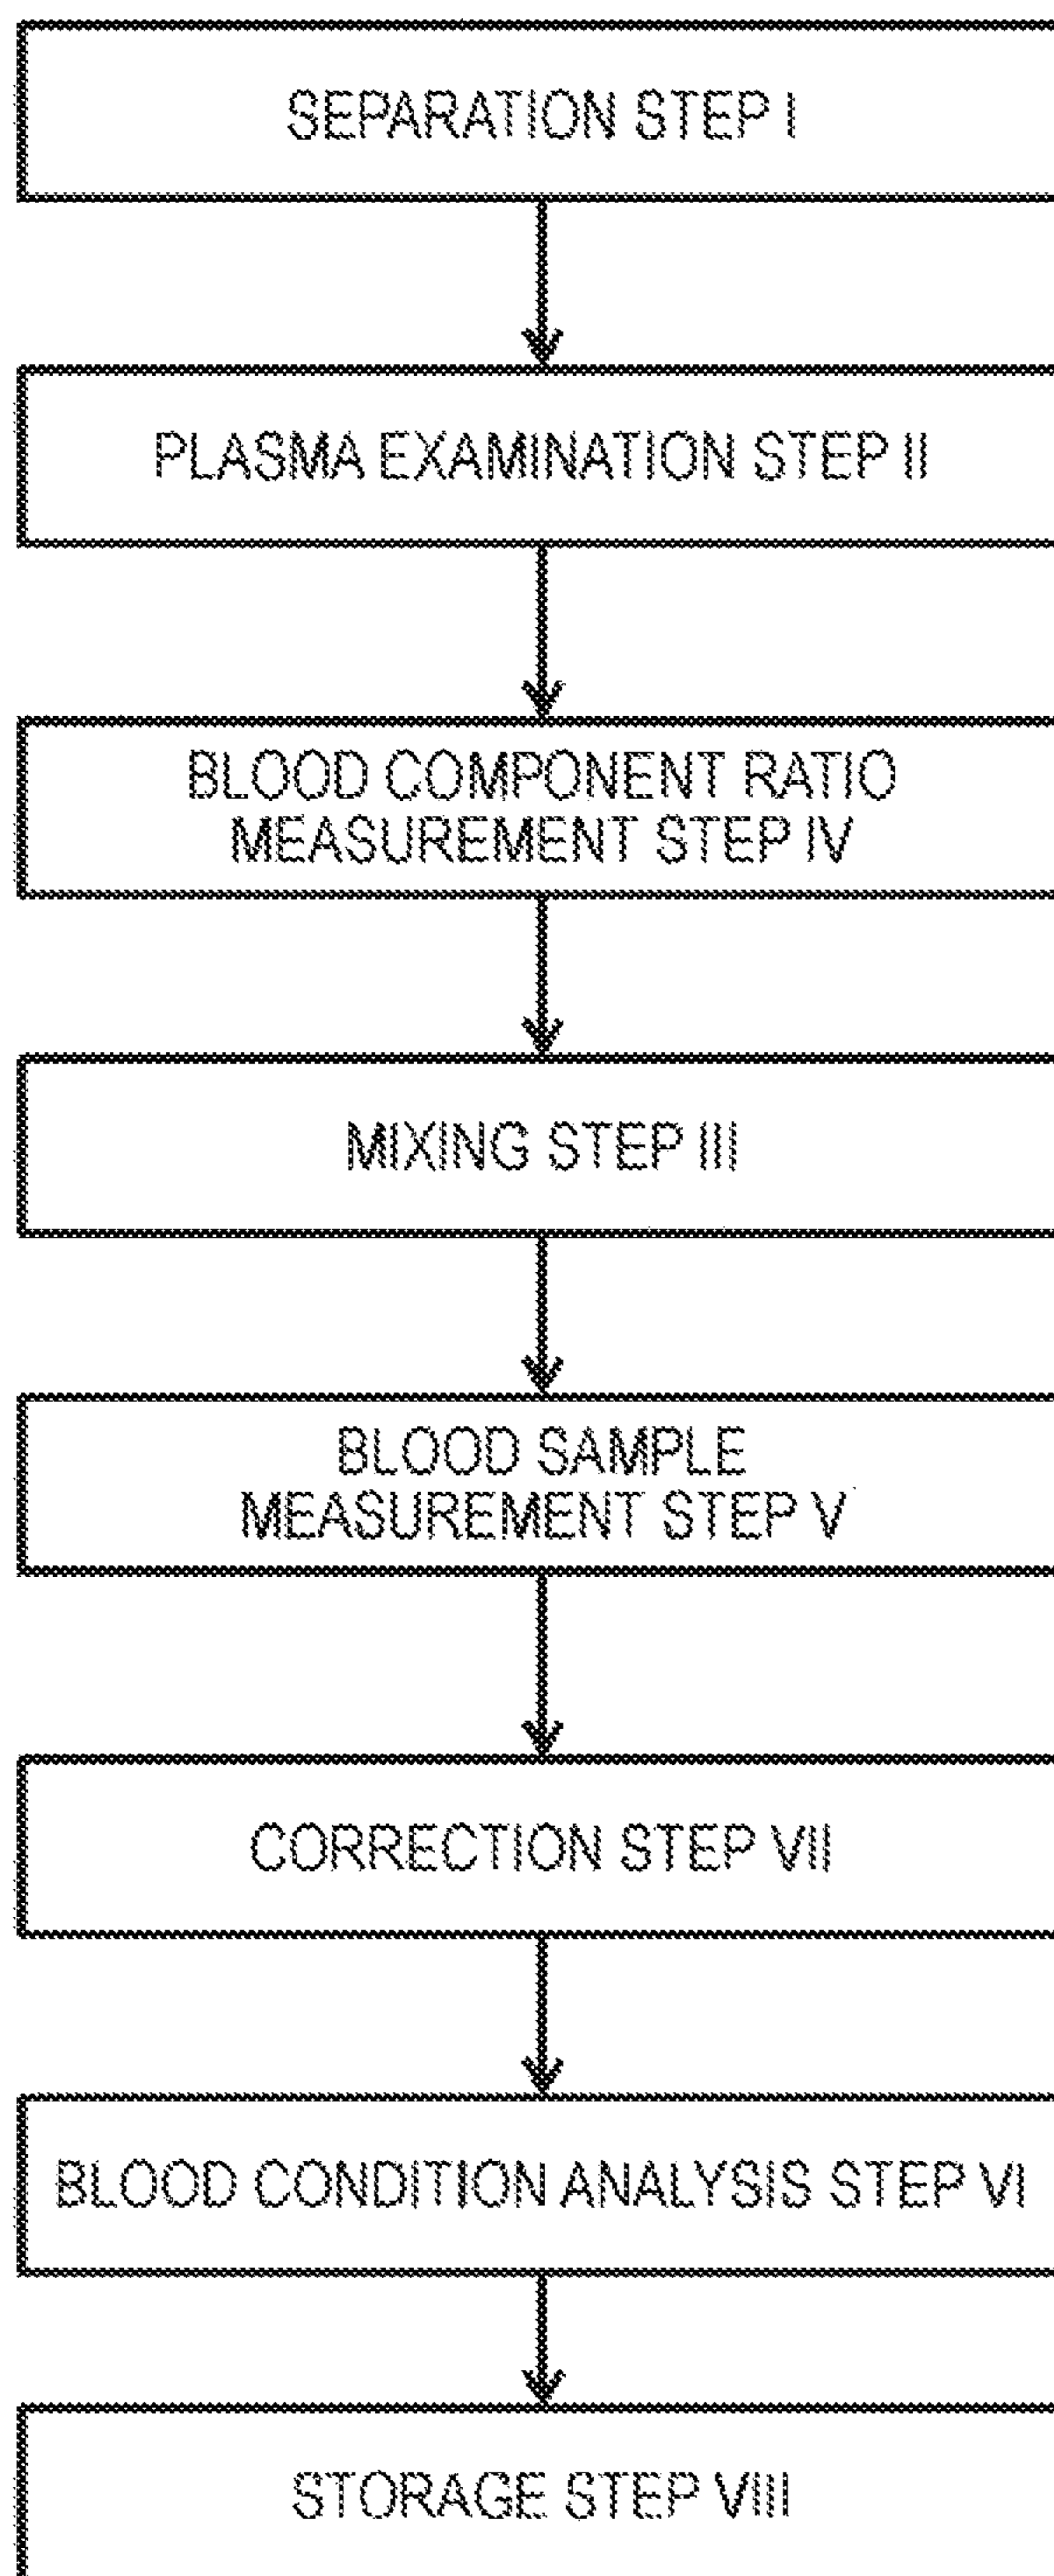 SEPARATION STEP I
PLASMA EXAMINATION STEP II
BLOOD COMPONENT RATIO
MEASUREMENT STEP IV
MIXING STEP III
BLOOD SAMPLE
MEASUREMENT STEP V
CORRECTION STEP VII
BLOOD CONDITION ANALYSIS STEP VI
STORAGE STEP VIII